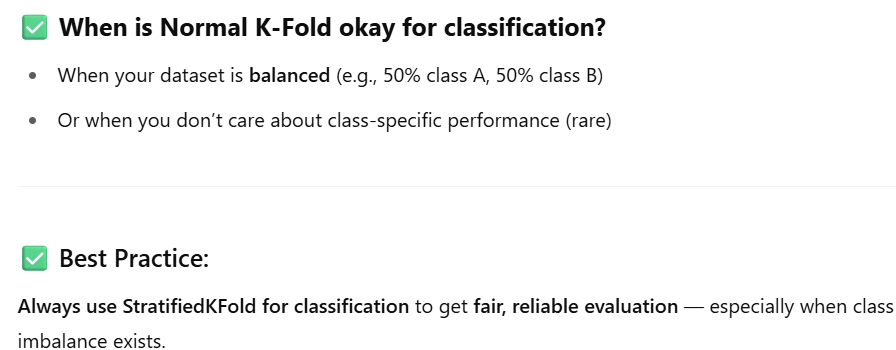 ✅ When is Normal K-Fold okay for classification?
• When your dataset is balanced (e.g., 50% class A, 50% class B)
• Or when you don’t care about class-specific performance (rare)
✅ Best Practice:
Always use StratifiedKFold for classification to get fair, reliable evaluation — especially when class
imbalance exists.